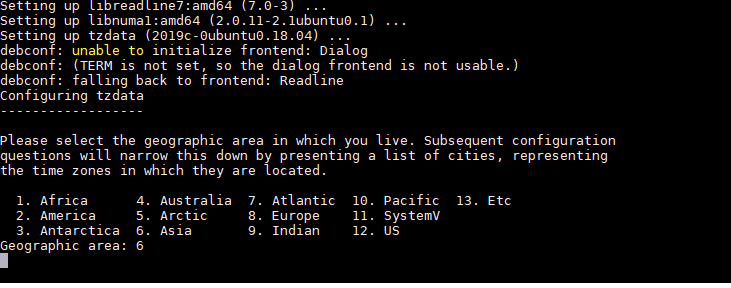 Setting up libreadline7:amd64 (7.0-3) ...
Setting up libnuma1:amd64 (2.0.11-2.1ubuntu0.1) ...
Setting up tzdata (2019c-0ubuntu0.18.04) ...
debconf: unable to initialize frontend: Dialog
debconf: (TERM is not set, so the dialog frontend is not usable.)
debconf: falling back to frontend: Readline
Configuring tzdata
------------------
Please select the geographic area in which you live. Subsequent configuration
questions will narrow this down by presenting a list of cities, representing
the time zones in which they are located.
1. Africa 4. Australia 7. Atlantic 10. Pacific 13. Etc
2. America 5. Arctic 8. Europe 11. SystemV
3. Antarctica 6. Asia 9. Indian 12. US
Geographic area: 6